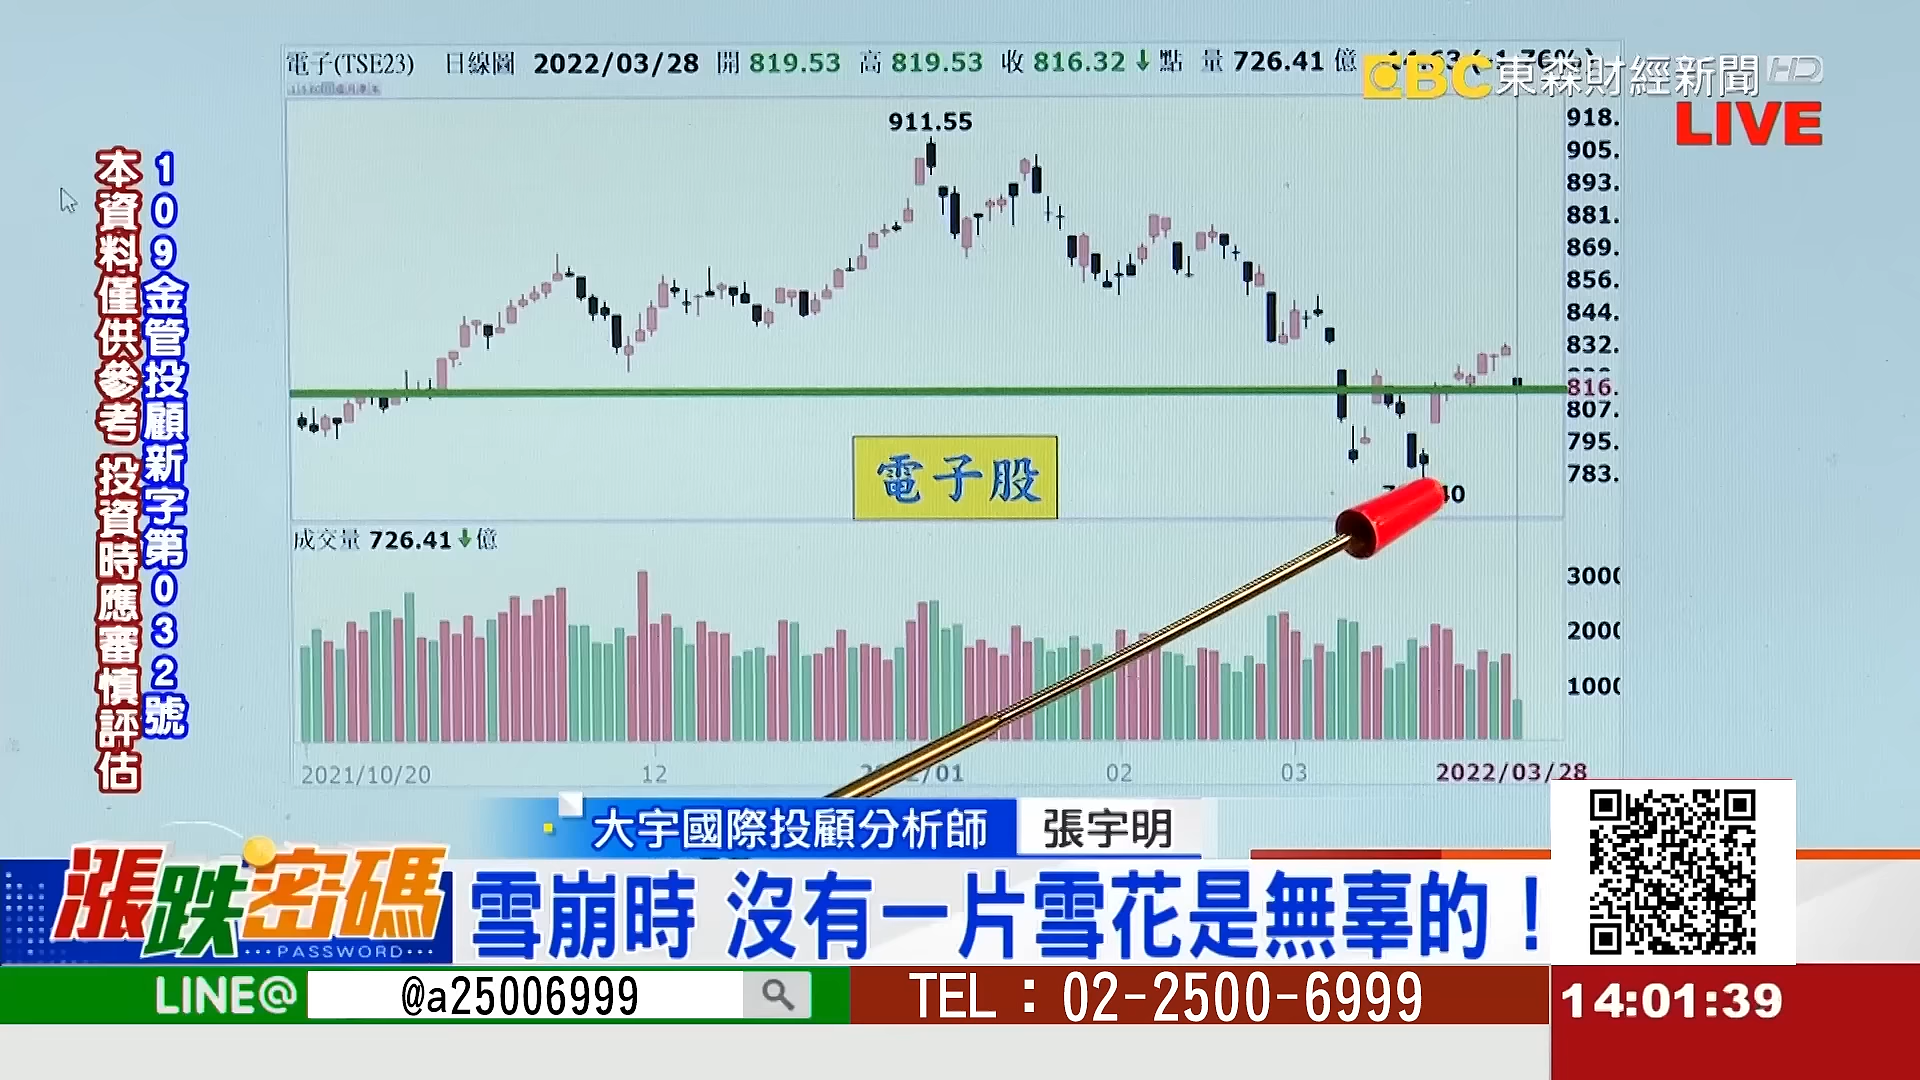 電子(TSE23) 日線圖 2022/03/28 開 819.53 高 819.53 收 816.32↓點 量 726.41 億
EBC 東森財經新聞 HD
LIVE
911.55
918.
905.
893.
881.
869.
856.
844.
832.
816.
807.
795.
783.
電子股
成交量 726.41↓億
3000
2000
1000
2021/10/20 12 02 03 2022/03/28
109金管投顧新字第032號
本資料僅供參考 投資時應審慎評估
大宇國際投顧分析師 張宇明
漲跌密碼
PASSWORD
雪崩時 沒有一片雪花是無辜的！
LINE@ @a25006999 TEL：02-2500-6999
14:01:39